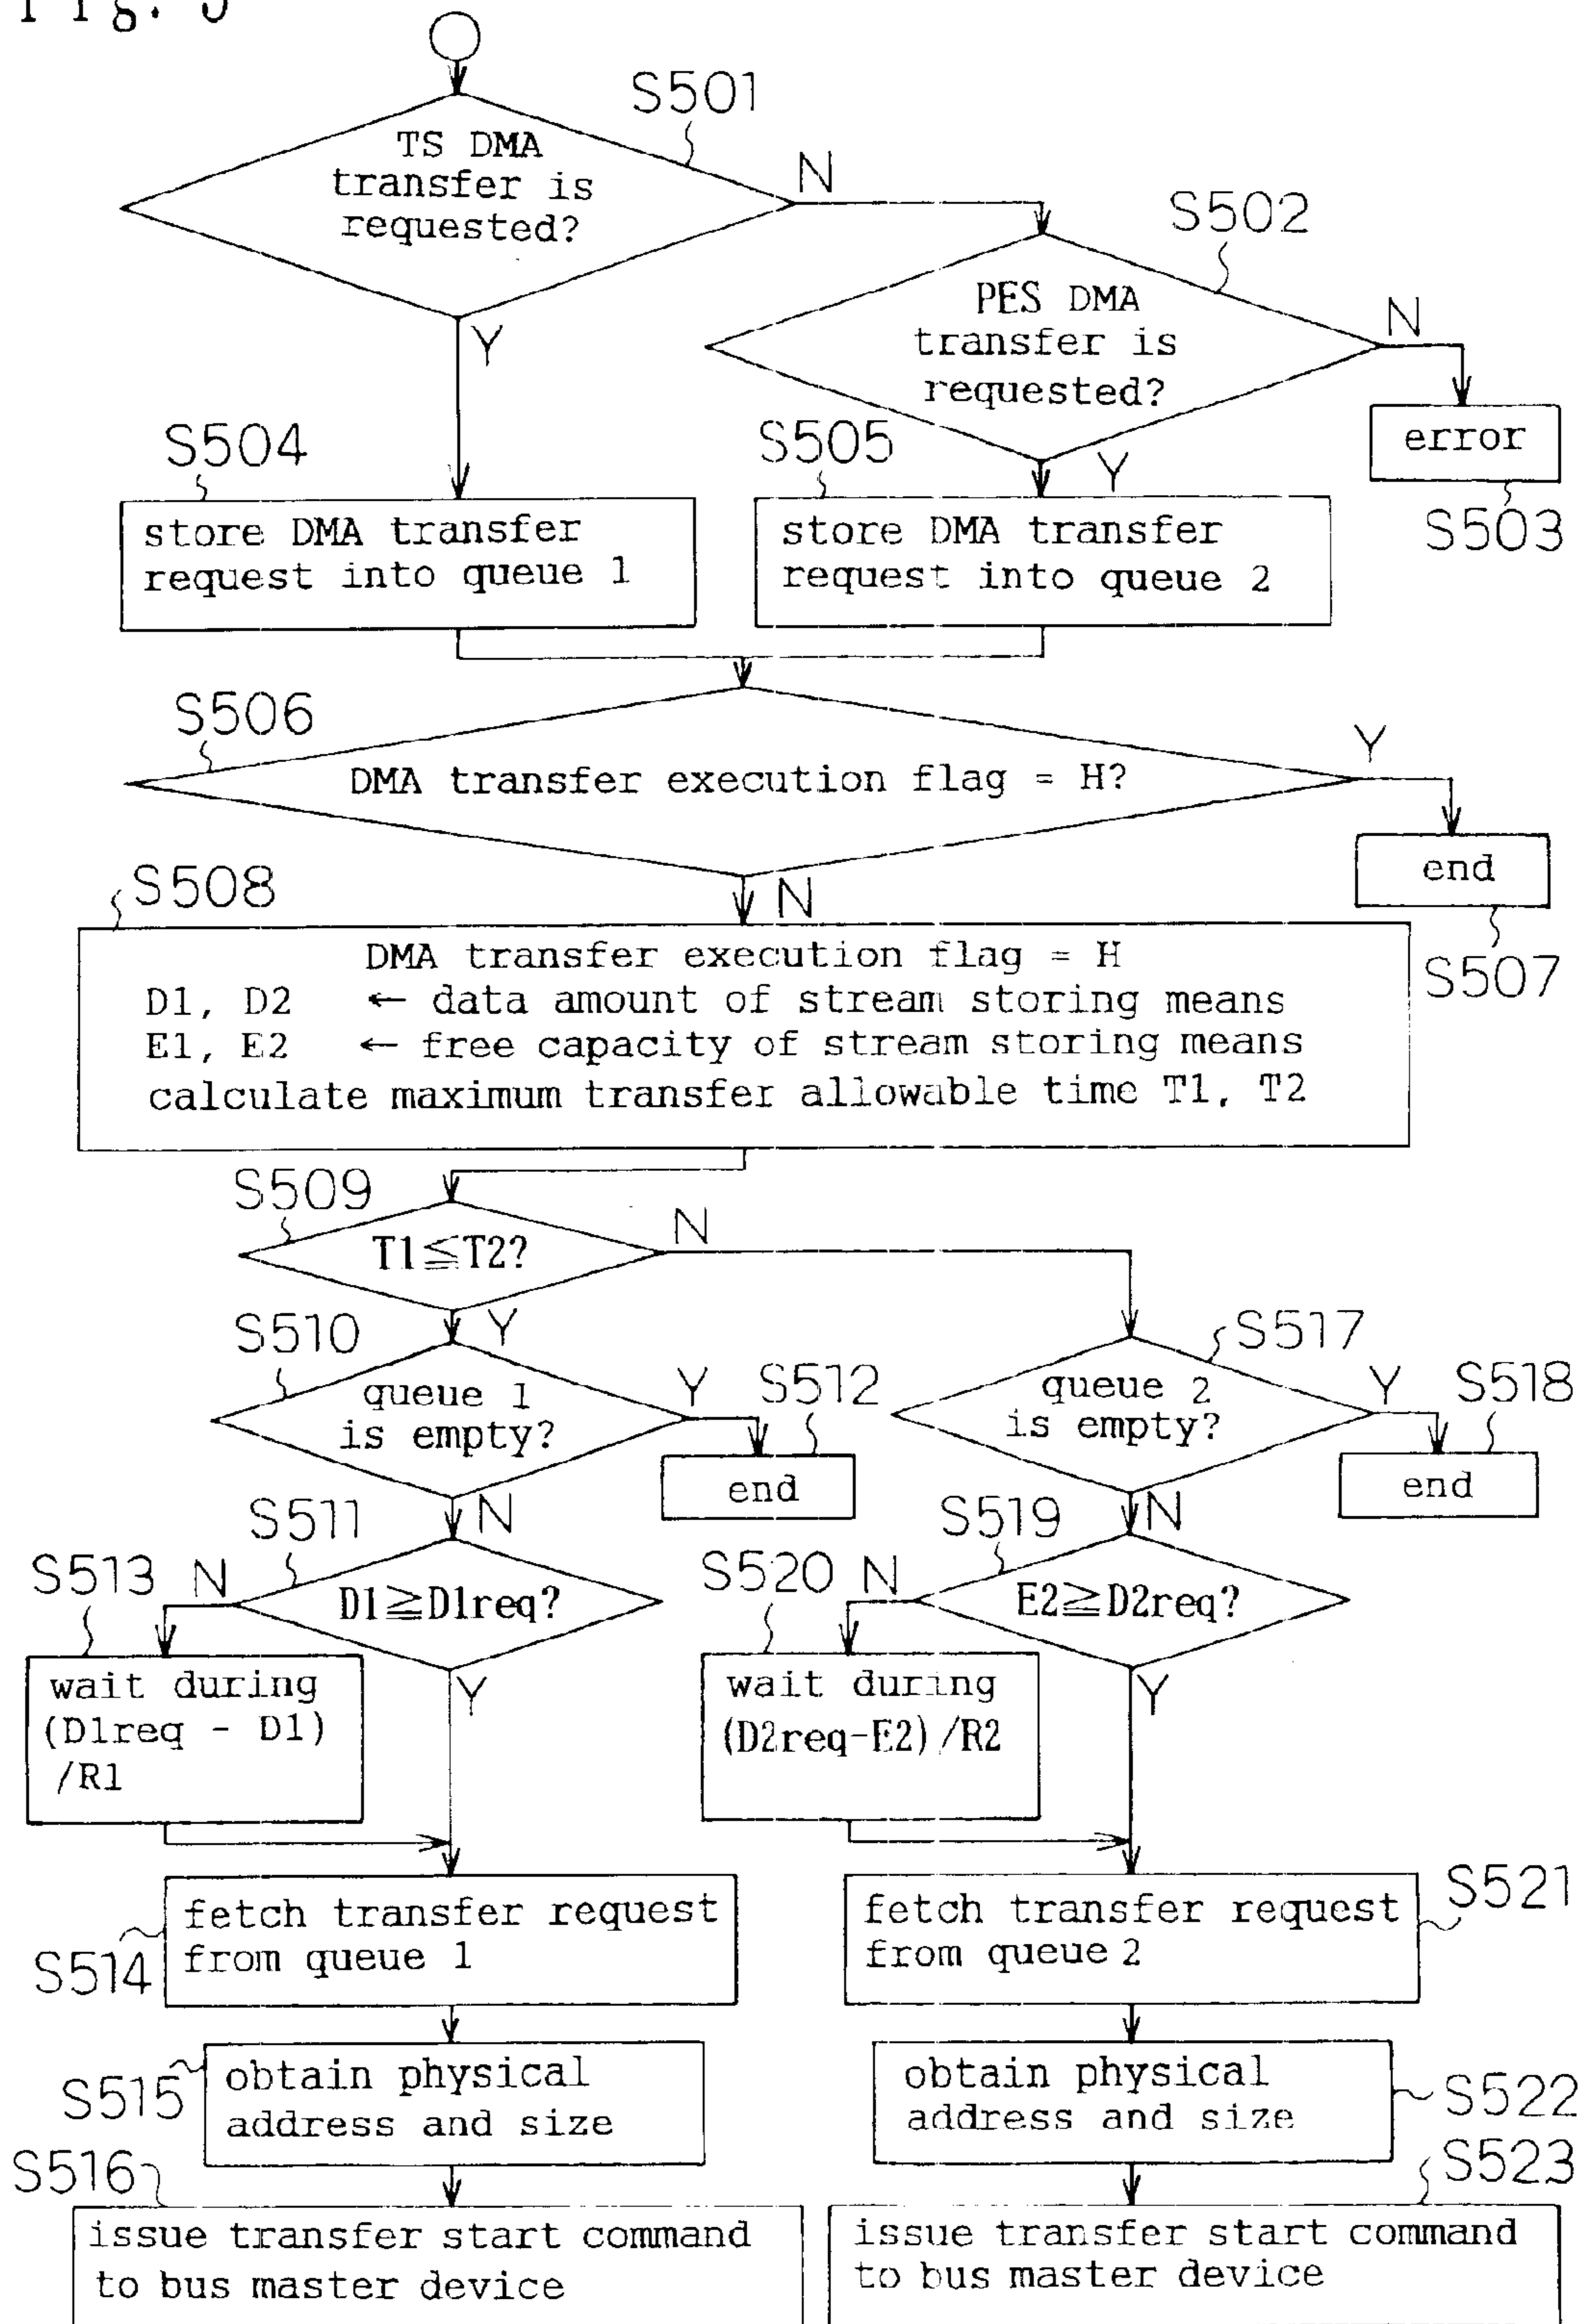 Fig. 5
S501
TS DMA
transfer is
requested?
N
Y
S502
PES DMA
transfer is
requested?
N
Y
error
S503
S504
store DMA transfer
request into queue 1
S505
store DMA transfer
request into queue 2
S506
DMA transfer execution flag = H?
Y
N
end
S507
S508
DMA transfer execution flag = H
D1, D2 ← data amount of stream storing means
E1, E2 ← free capacity of stream storing means
calculate maximum transfer allowable time T1, T2
S509
T1≦T2?
N
Y
S510
queue 1
is empty?
Y
N
S512
end
S517
queue 2
is empty?
Y
N
S518
end
S511
D1≧D1req?
N
Y
S513
wait during
(D1req - D1)
/R1
S519
E2≧D2req?
N
Y
S520
wait during
(D2req-E2)/R2
S514
fetch transfer request
from queue 1
S521
fetch transfer request
from queue 2
S515
obtain physical
address and size
S522
obtain physical
address and size
S516
issue transfer start command
to bus master device
S523
issue transfer start command
to bus master device